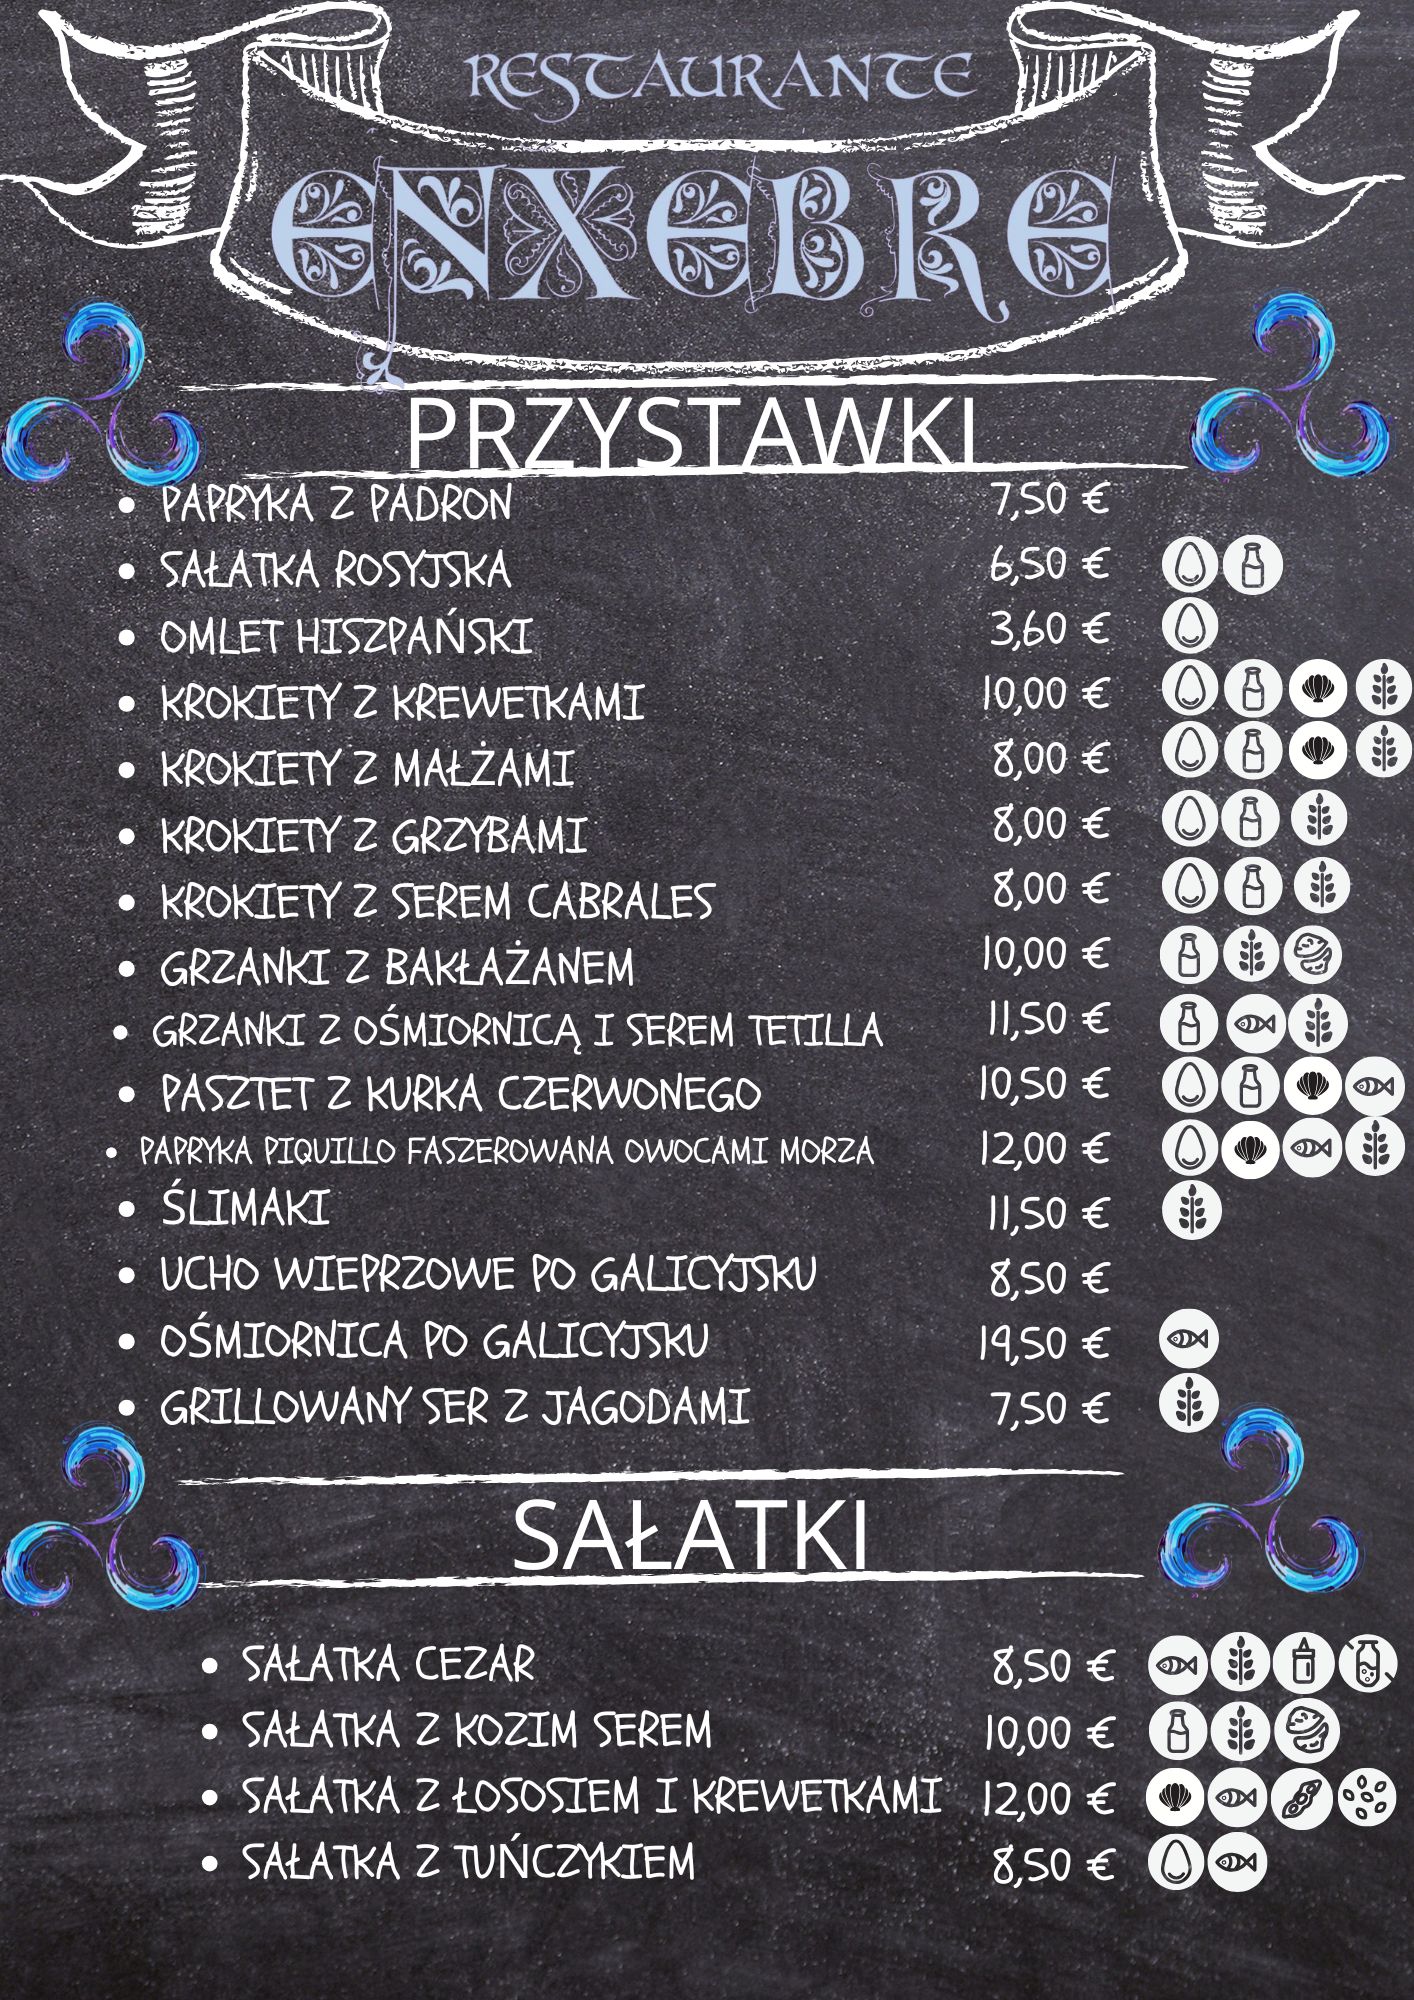 RESTAURANTE
ENXEBRE
PRZYSTAWKI
• PAPRYKA Z PADRON 7,50 €
• SAŁATKA ROSYJSKA 6,50 €
• OMLET HISZPAŃSKI 3,60 €
• KROKIETY Z KREWETKAMI 10,00 €
• KROKIETY Z MAŁŻAMI 8,00 €
• KROKIETY Z GRZYBAMI 8,00 €
• KROKIETY Z SEREM CABRALES 8,00 €
• GRZANKI Z BAKŁAŻANEM 10,00 €
• GRZANKI Z OŚMIORNICĄ I SEREM TETILLA 11,50 €
• PASZTET Z KURKA CZERWONEGO 10,50 €
• PAPRYKA PIQUILLO FASZEROWANA OWOCAMI MORZA 12,00 €
• ŚLIMAKI 11,50 €
• UCHO WIEPRZOWE PO GALICYJSKU 8,50 €
• OŚMIORNICA PO GALICYJSKU 19,50 €
• GRILLOWANY SER Z JAGODAMI 7,50 €
SAŁATKI
• SAŁATKA CEZAR 8,50 €
• SAŁATKA Z KOZIM SEREM 10,00 €
• SAŁATKA Z ŁOSOSIEM I KREWETKAMI 12,00 €
• SAŁATKA Z TUŃCZYKIEM 8,50 €